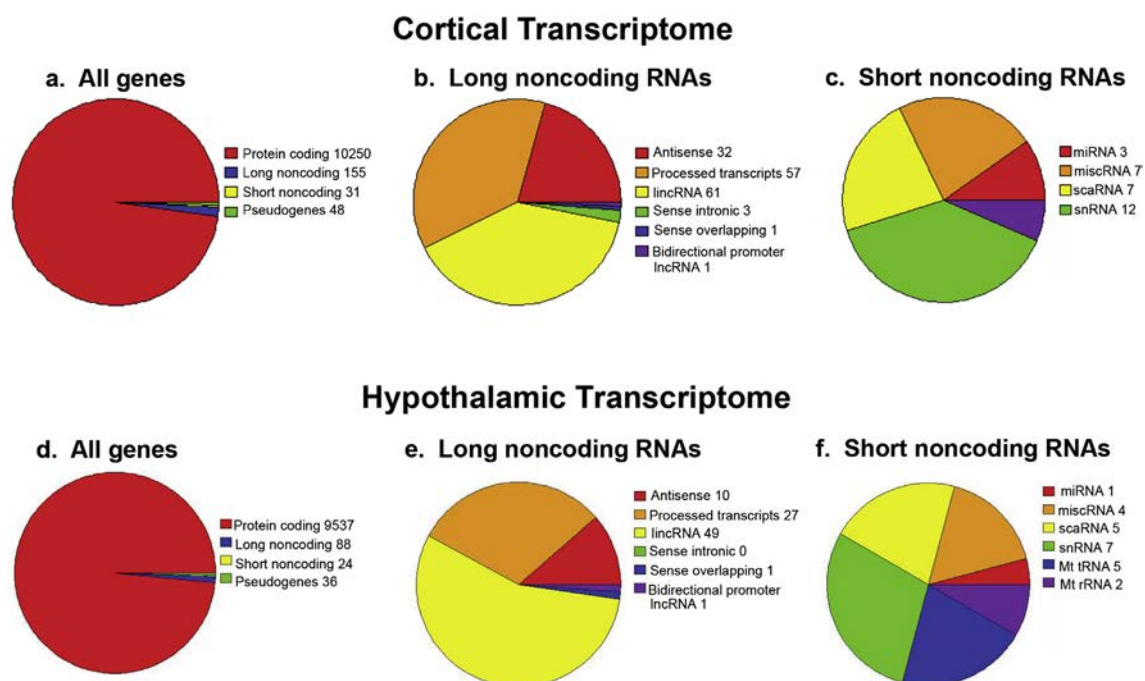 Cortical Transcriptome
a. All genes
Protein coding 10250
Long noncoding 155
Short noncoding 31
Pseudogenes 48
b. Long noncoding RNAs
Antisense 32
Processed transcripts 57
lincRNA 61
Sense intronic 3
Sense overlapping 1
Bidirectional promoter
lncRNA 1
c. Short noncoding RNAs
miRNA 3
miscRNA 7
scaRNA 7
snRNA 12
Hypothalamic Transcriptome
d. All genes
Protein coding 9537
Long noncoding 88
Short noncoding 24
Pseudogenes 36
e. Long noncoding RNAs
Antisense 10
Processed transcripts 27
lincRNA 49
Sense intronic 0
Sense overlapping 1
Bidirectional promoter
lncRNA 1
f. Short noncoding RNAs
miRNA 1
miscRNA 4
scaRNA 5
snRNA 7
Mt tRNA 5
Mt rRNA 2